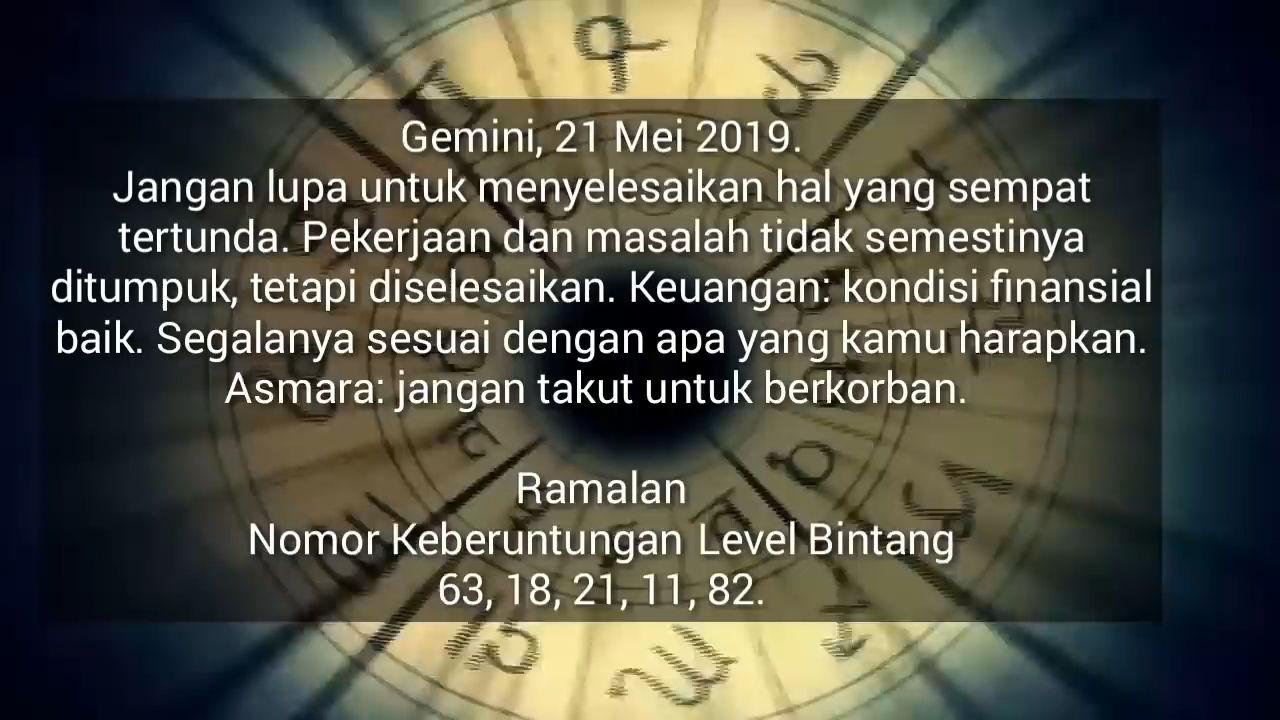 Gemini, 21 Mei 2019.
Jangan lupa untuk menyelesaikan hal yang sempat
tertunda. Pekerjaan dan masalah tidak semestinya
ditumpuk, tetapi diselesaikan. Keuangan: kondisi finansial
baik. Segalanya sesuai dengan apa yang kamu harapkan.
Asmara: jangan takut untuk berkorban.
Ramalan
Nomor Keberuntungan Level Bintang
63, 18, 21, 11, 82.